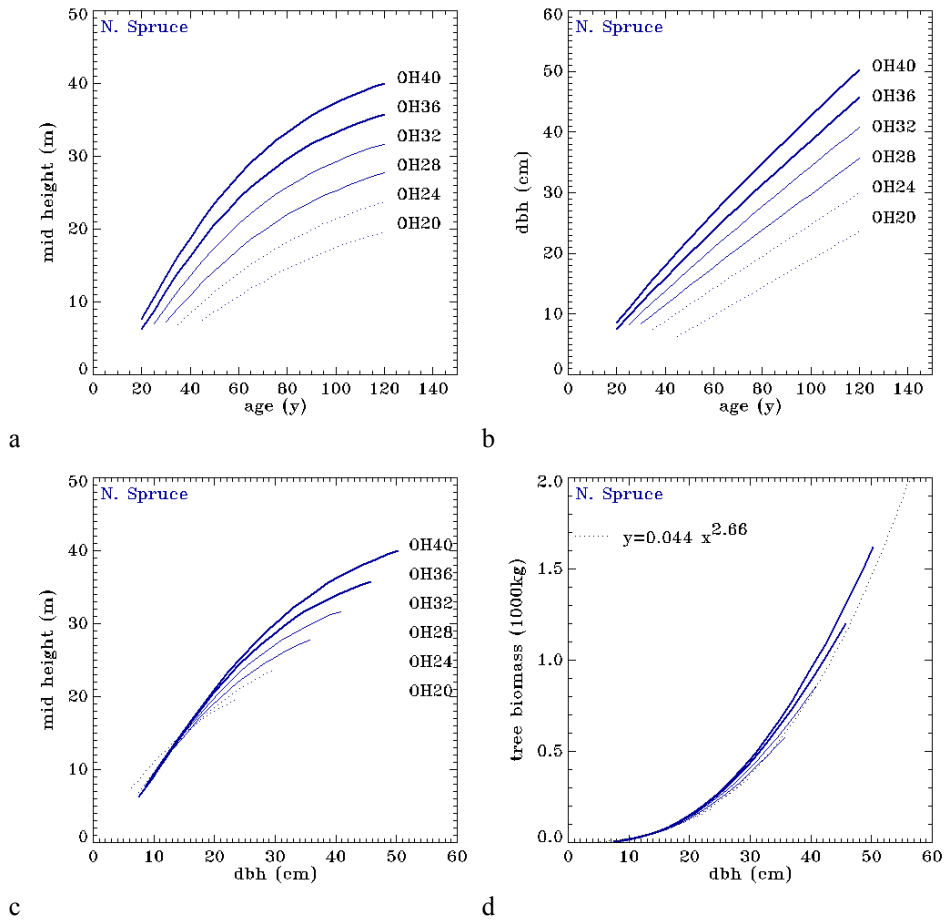 N. Spruce
50
40
30
20
10
0
mid height (m)
OH40
OH36
OH32
OH28
OH24
OH20
0 20 40 60 80 100 120 140
age (y)
a
N. Spruce
60
50
40
30
20
10
0
dbh (cm)
OH40
OH36
OH32
OH28
OH24
OH20
0 20 40 60 80 100 120 140
age (y)
b
N. Spruce
50
40
30
20
10
0
mid height (m)
OH40
OH36
OH32
OH28
OH24
OH20
0 10 20 30 40 50 60
dbh (cm)
c
N. Spruce
y=0.044 x^2.66
2.0
1.5
1.0
0.5
0.0
tree biomass (1000kg)
0 10 20 30 40 50 60
dbh (cm)
d